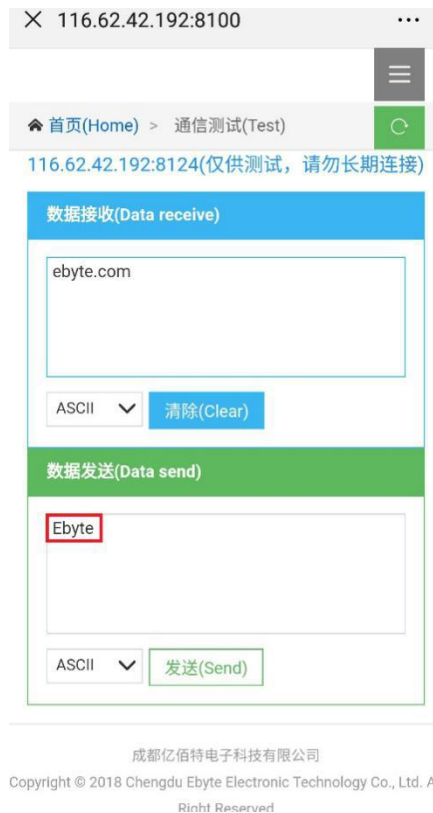 116.62.42.192:8100
首页(Home) > 通信测试(Test)
116.62.42.192:8124(仅供测试，请勿长期连接)
数据接收(Data receive)
ebyte.com
ASCII 清除(Clear)
数据发送(Data send)
Ebyte
ASCII 发送(Send)
成都亿佰特电子科技有限公司
Copyright © 2018 Chengdu Ebyte Electronic Technology Co., Ltd. A
Right Reserved